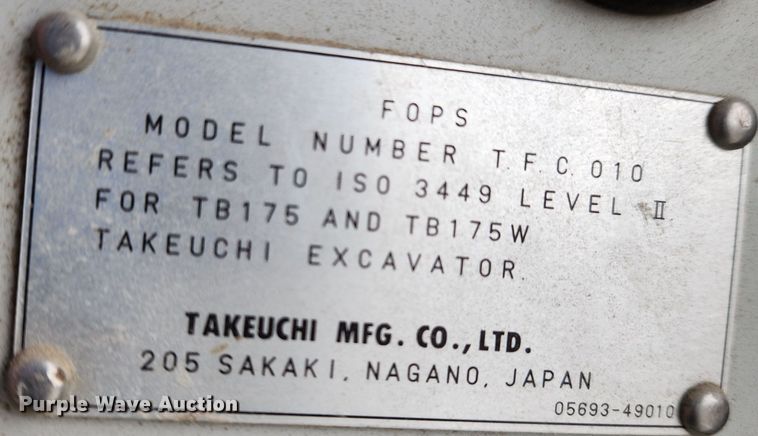 FOPS
MODEL NUMBER T.F.C.010
REFERS TO ISO 3449 LEVEL II.
FOR TB175 AND TB175W
TAKEUCHI EXCAVATOR.
TAKEUCHI MFG. CO., LTD.
205 SAKAKI, NAGANO, JAPAN
05693-49010
Purple Wave Auction